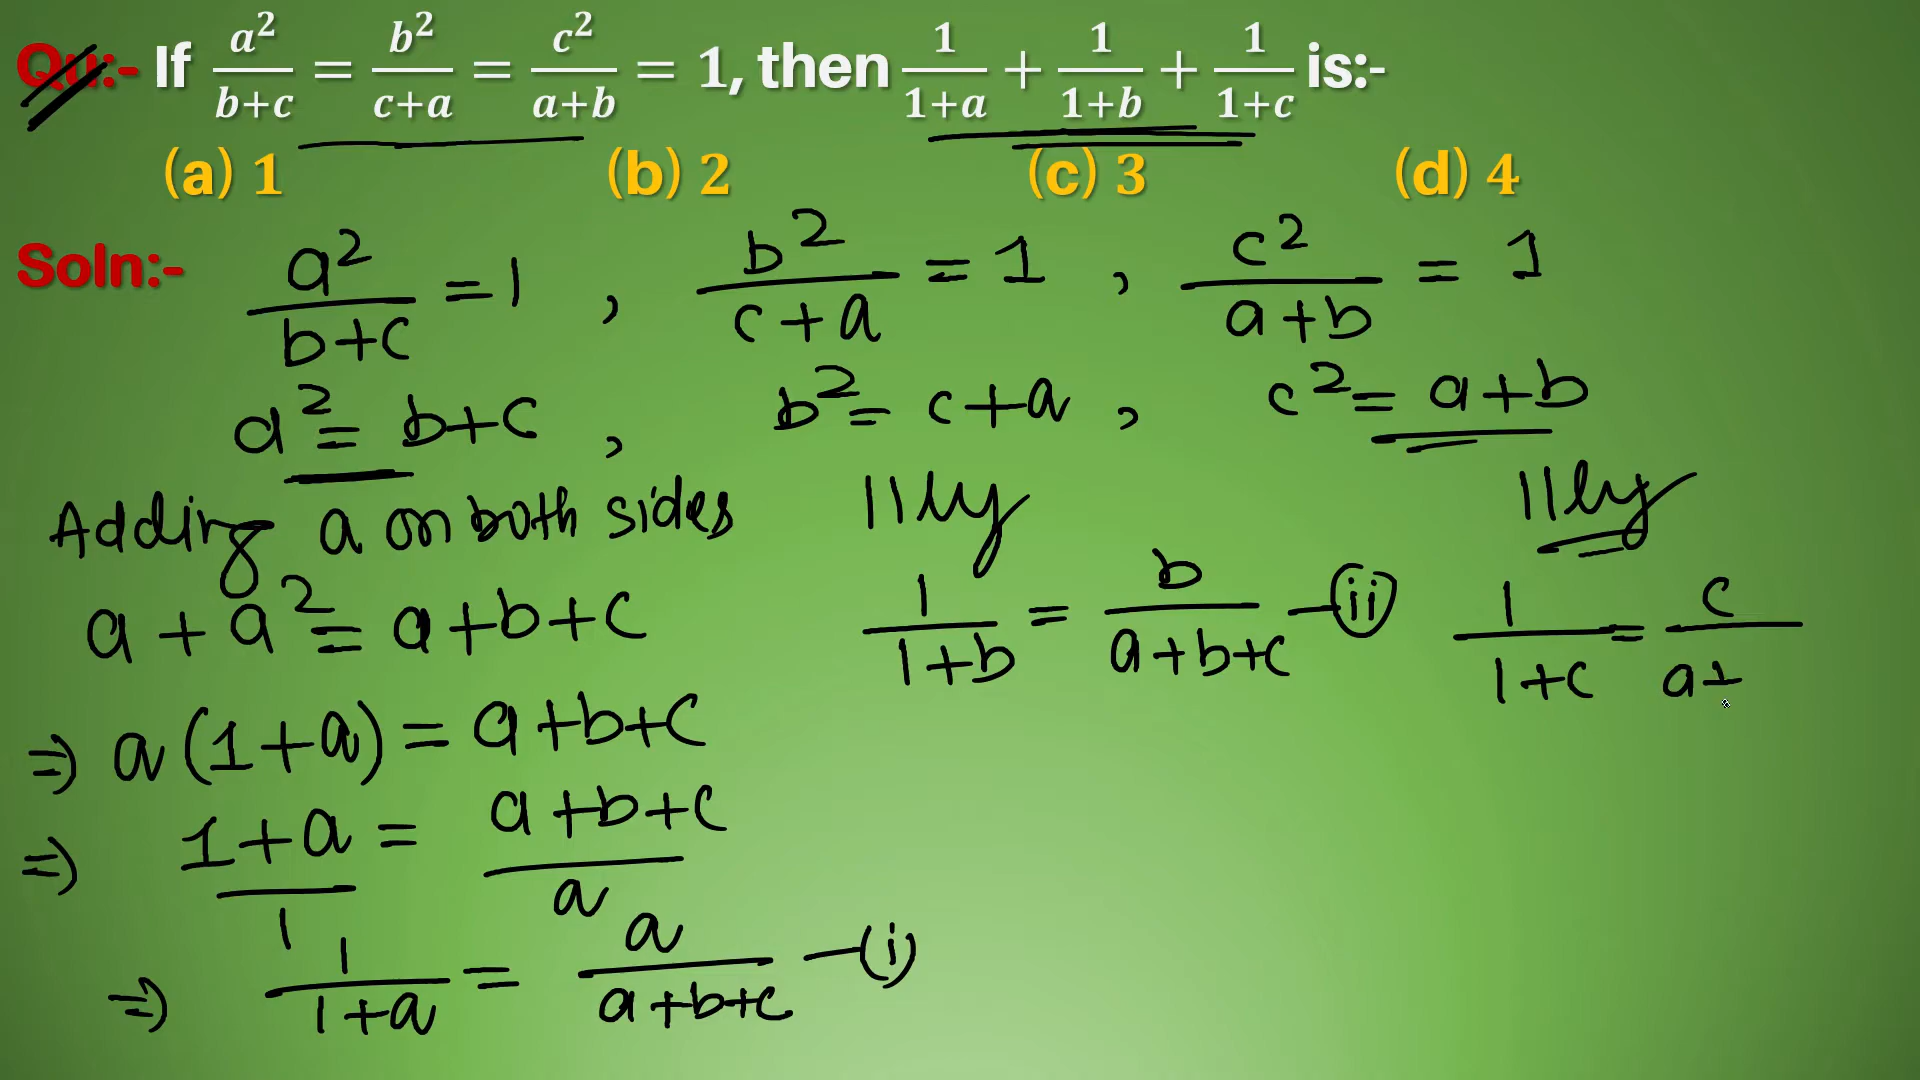 Qu:- If a²/(b+c) = b²/(c+a) = c²/(a+b) = 1, then 1/(1+a) + 1/(1+b) + 1/(1+c) is:-
(a) 1 (b) 2 (c) 3 (d) 4
Soln:- a²/(b+c) = 1 , b²/(c+a) = 1 , c²/(a+b) = 1
a² = b+c , b² = c+a , c² = a+b
Adding a on both sides
a + a² = a+b+c
⇒ a(1+a) = a+b+c
⇒ (1+a)/1 = (a+b+c)/a
⇒ 1/(1+a) = a/(a+b+c) —(i)
||lly
1/(1+b) = b/(a+b+c) —(ii)
||lly
1/(1+c) = c/(a+